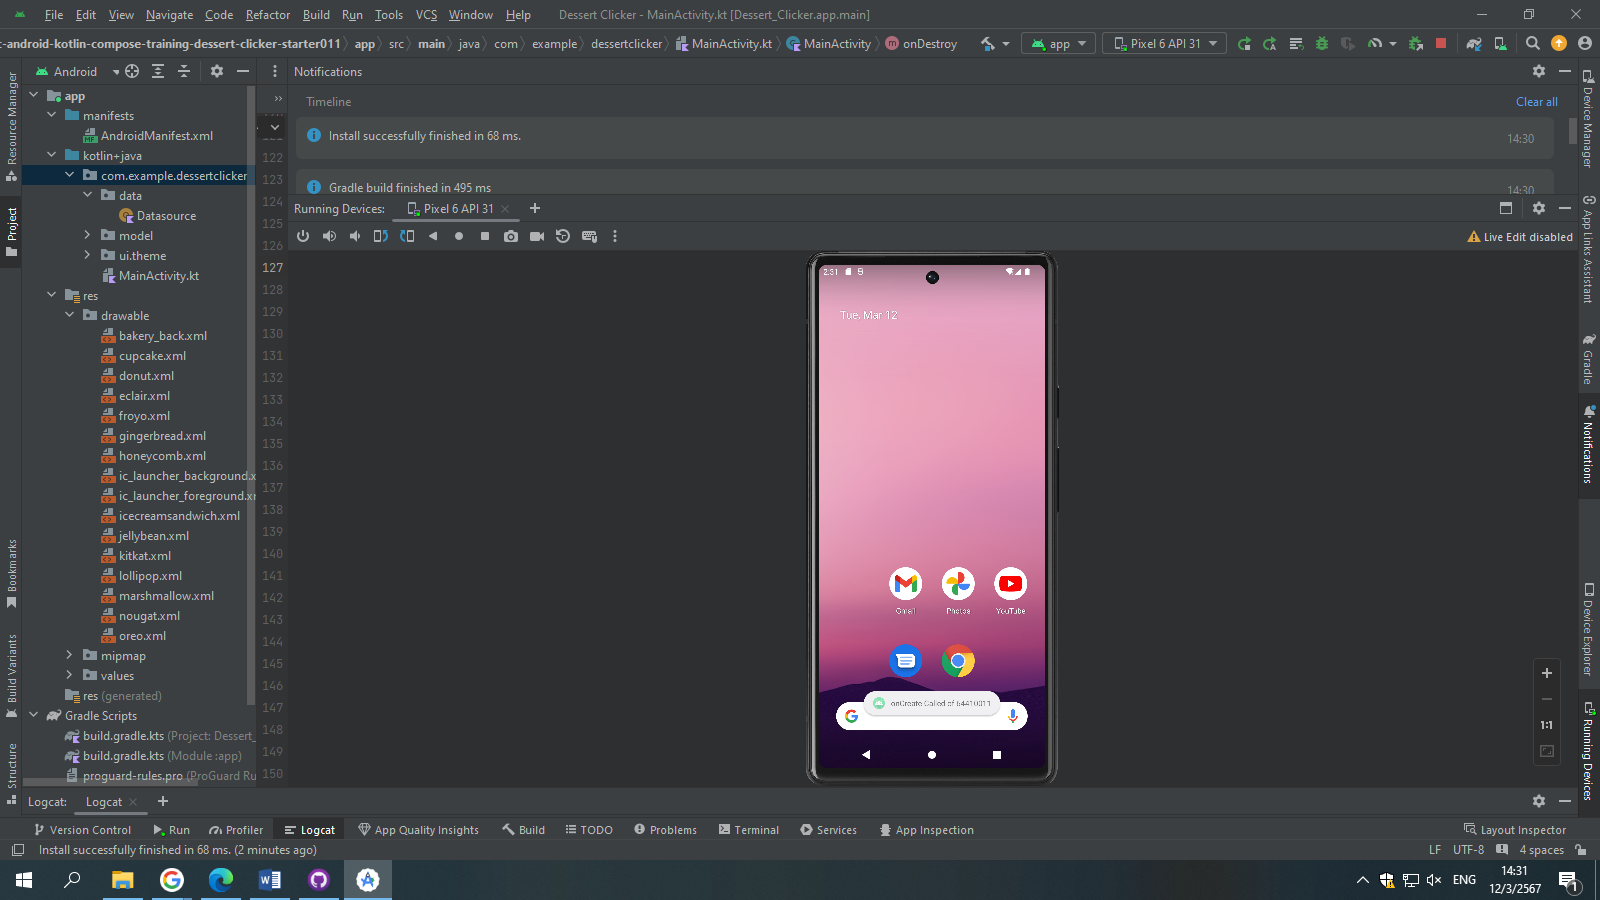 File Edit View Navigate Code Refactor Build Run Tools VCS Window Help Dessert Clicker - MainActivity.kt [Dessert_Clicker.app.main]
-android-kotlin-compose-training-dessert-clicker-starter011 app src main java com example dessertclicker MainActivity.kt MainActivity onDestroy app Pixel 6 API 31
Android
Notifications
app
manifests
AndroidManifest.xml
kotlin+java
com.example.dessertclicker
data
Datasource
model
ui.theme
MainActivity.kt
res
drawable
bakery_back.xml
cupcake.xml
donut.xml
eclair.xml
froyo.xml
gingerbread.xml
honeycomb.xml
ic_launcher_background.x
ic_launcher_foreground.xr
icecreamsandwich.xml
jellybean.xml
kitkat.xml
lollipop.xml
marshmallow.xml
nougat.xml
oreo.xml
mipmap
values
res (generated)
Gradle Scripts
build.gradle.kts (Project: Dessert_
build.gradle.kts (Module :app)
proguard-rules.pro (ProGuard Ru
Resource Manager
Project
Bookmarks
Build Variants
Structure
122
123
124
125
126
127
128
129
130
131
132
133
134
135
136
137
138
139
140
141
142
143
144
145
146
147
148
149
150
Timeline Clear all
Install successfully finished in 68 ms. 14:30
Gradle build finished in 495 ms 14:30
Running Devices: Pixel 6 API 31
Live Edit disabled
2:31
Tue, Mar 12
Gmail Photos YouTube
onCreate Called of 64410011
1:1
Device Manager
App Links Assistant
Gradle
Notifications
Device Explorer
Running Devices
Logcat: Logcat
Version Control Run Profiler Logcat App Quality Insights Build TODO Problems Terminal Services App Inspection Layout Inspector
Install successfully finished in 68 ms. (2 minutes ago) LF UTF-8 4 spaces
ENG 14:31
12/3/2567
1